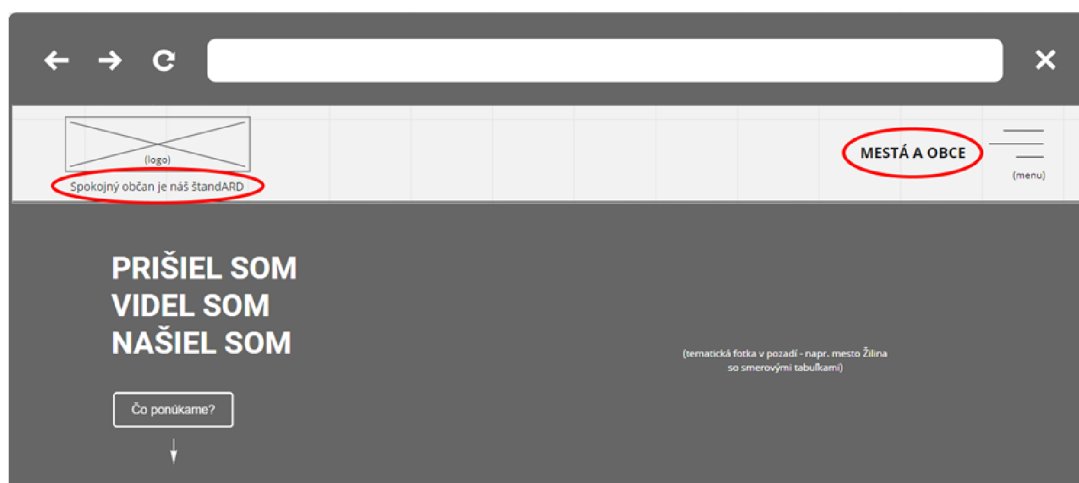 (logo)
Spokojný občan je náš štandARD
MESTÁ A OBCE
(menu)
PRIŠIEL SOM
VIDEL SOM
NAŠIEL SOM
(tematická fotka v pozadí - napr. mesto Žilina
so smerovými tabuľkami)
Čo ponúkame?